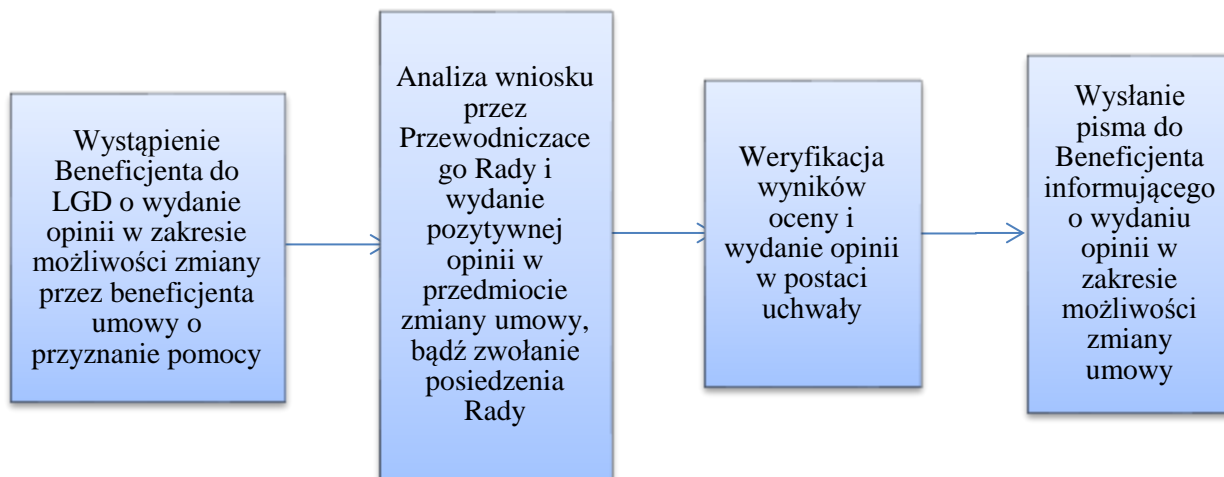 Wystąpienie
Beneficjenta do
LGD o wydanie
opinii w zakresie
możliwości zmiany
przez beneficjenta
umowy o
przyznanie pomocy
Analiza wniosku
przez
Przewodniczace
go Rady i
wydanie
pozytywnej
opinii w
przedmiocie
zmiany umowy,
bądź zwołanie
posiedzenia
Rady
Weryfikacja
wyników
oceny i
wydanie opinii
w postaci
uchwały
Wysłanie
pisma do
Beneficjenta
informującego
o wydaniu
opinii w
zakresie
możliwości
zmiany
umowy